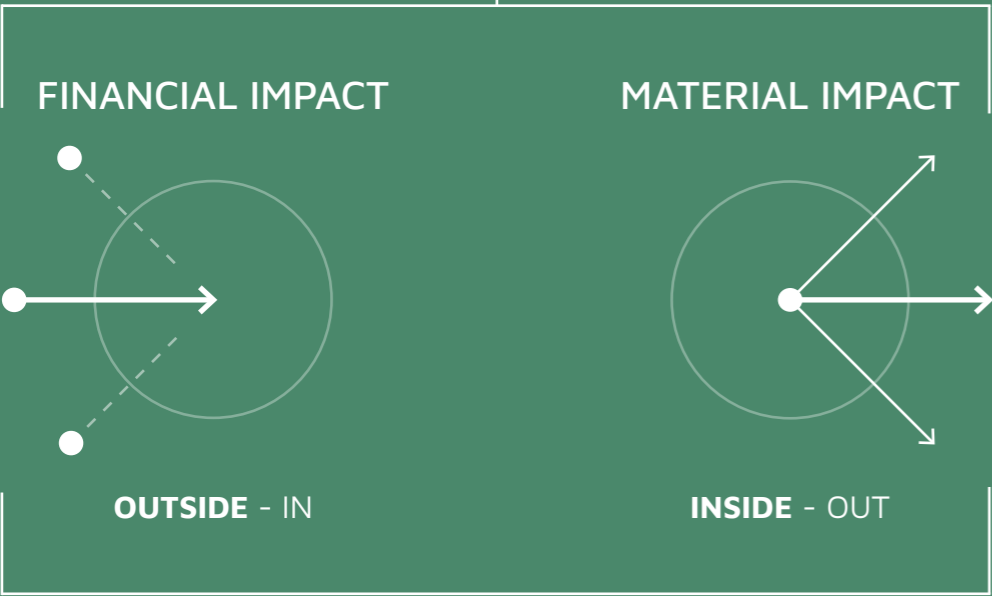 FINANCIAL IMPACT
MATERIAL IMPACT
OUTSIDE - IN
INSIDE - OUT